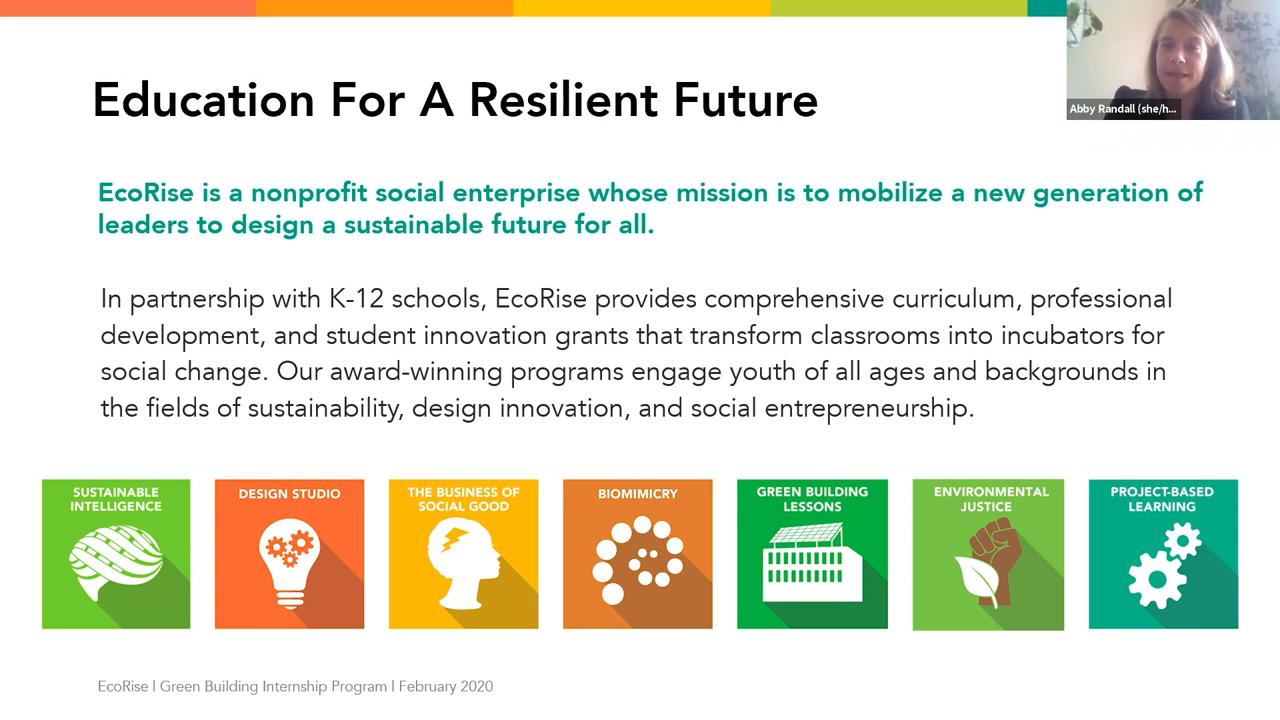 Education For A Resilient Future
Abby Randall (she/h...
EcoRise is a nonprofit social enterprise whose mission is to mobilize a new generation of
leaders to design a sustainable future for all.
In partnership with K-12 schools, EcoRise provides comprehensive curriculum, professional
development, and student innovation grants that transform classrooms into incubators for
social change. Our award-winning programs engage youth of all ages and backgrounds in
the fields of sustainability, design innovation, and social entrepreneurship.
SUSTAINABLE
INTELLIGENCE
DESIGN STUDIO
THE BUSINESS OF
SOCIAL GOOD
BIOMIMICRY
GREEN BUILDING
LESSONS
ENVIRONMENTAL
JUSTICE
PROJECT-BASED
LEARNING
EcoRise | Green Building Internship Program | February 2020